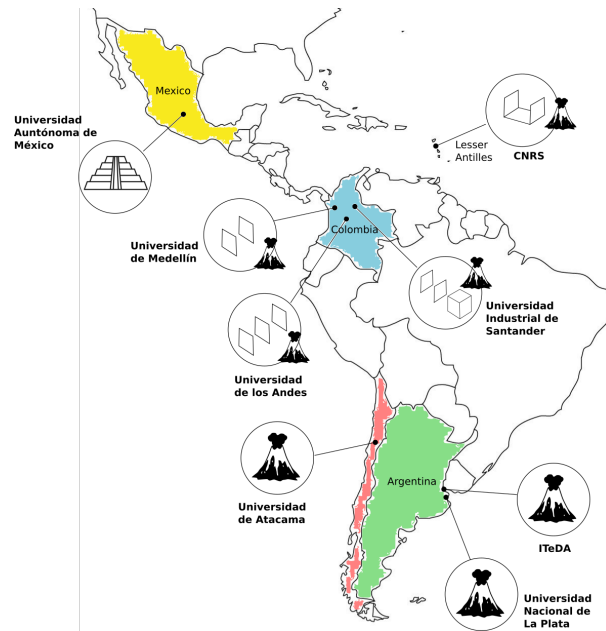 Mexico
Universidad
Auntónoma de
México
Lesser
Antilles
CNRS
Colombia
Universidad
de Medellín
Universidad
Industrial de
Santander
Universidad
de los Andes
Argentina
Universidad
de Atacama
ITeDA
Universidad
Nacional de
La Plata